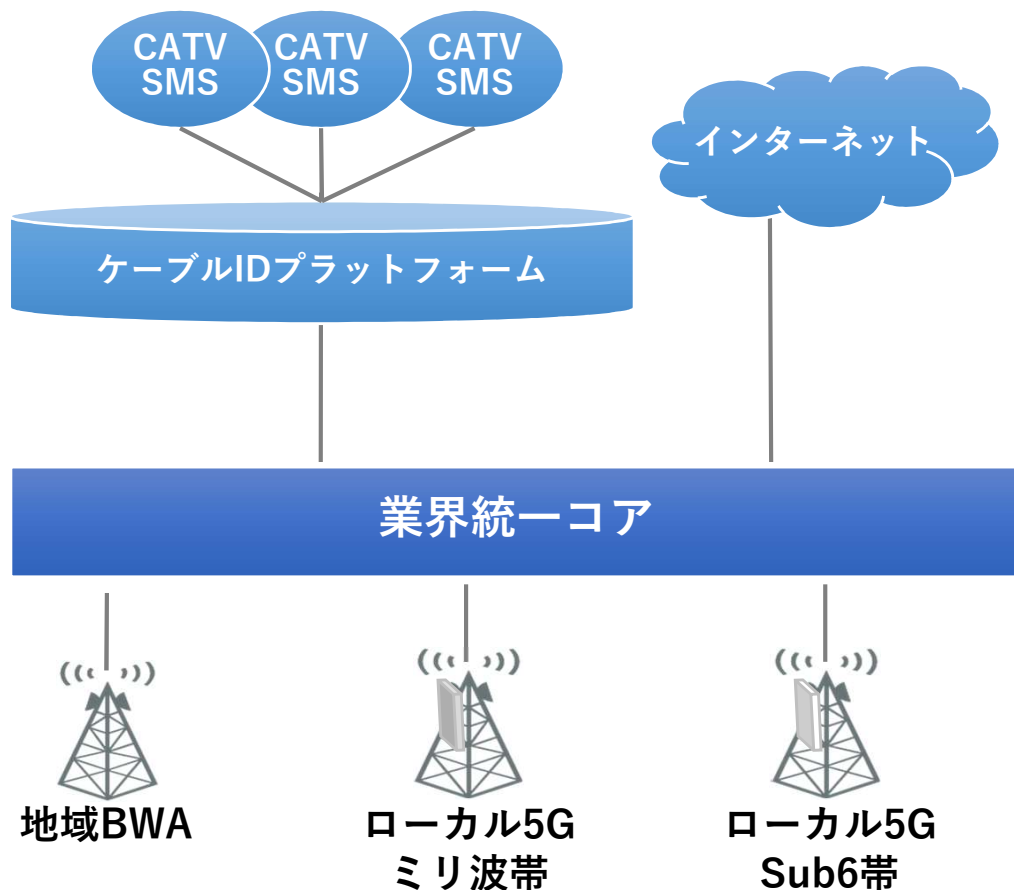 CATV
SMS
CATV
SMS
CATV
SMS
インターネット
ケーブルIDプラットフォーム
業界統一コア
地域BWA
ローカル5G
ミリ波帯
ローカル5G
Sub6帯